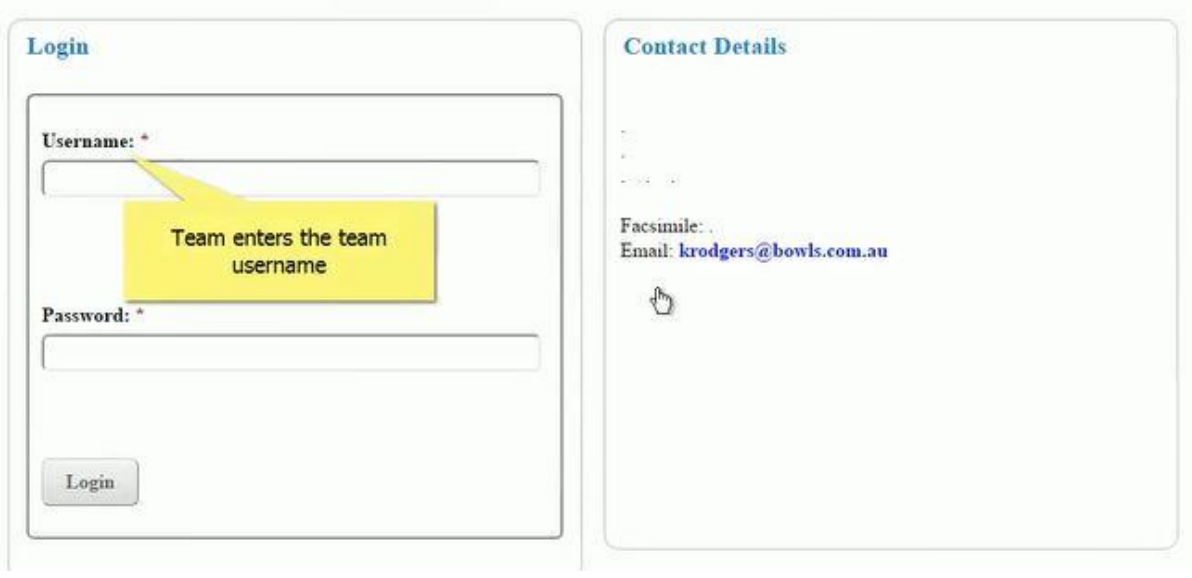 Login
Username: *
Team enters the team
username
Password: *
Login
Contact Details
.
.
. . . .
Facsimile: .
Email: krodgers@bowls.com.au